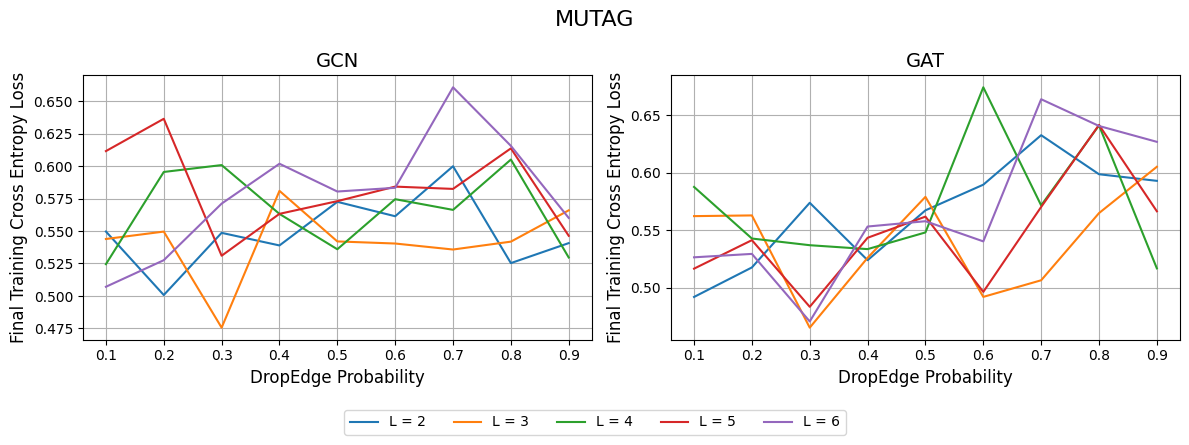 MUTAG
GCN
Final Training Cross Entropy Loss
0.650
0.625
0.600
0.575
0.550
0.525
0.500
0.475
0.1 0.2 0.3 0.4 0.5 0.6 0.7 0.8 0.9
DropEdge Probability
GAT
Final Training Cross Entropy Loss
0.65
0.60
0.55
0.50
0.1 0.2 0.3 0.4 0.5 0.6 0.7 0.8 0.9
DropEdge Probability
L = 2 L = 3 L = 4 L = 5 L = 6